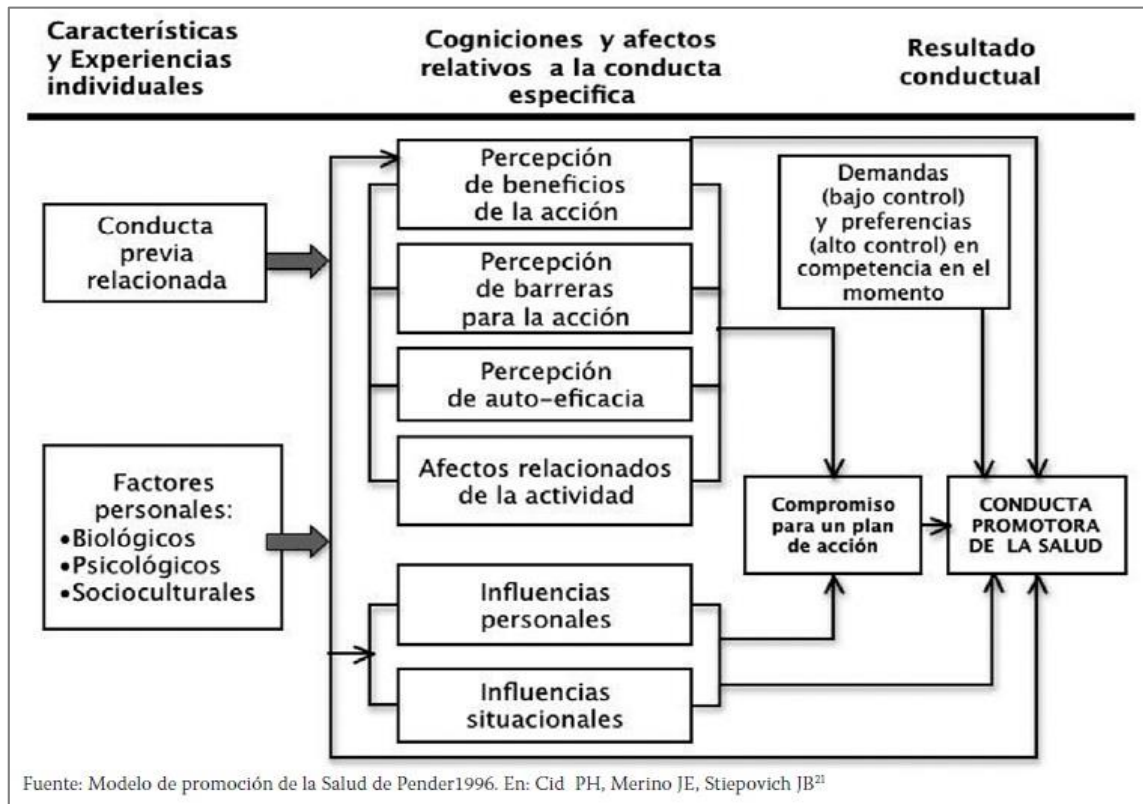 Características
y Experiencias
individuales
Cogniciones y afectos
relativos a la conducta
especifica
Resultado
conductual
Conducta
previa
relacionada
Factores
personales:
•Biológicos
•Psicológicos
•Socioculturales
Percepción
de beneficios
de la acción
Percepción
de barreras
para la acción
Percepción
de auto-eficacia
Afectos relacionados
de la actividad
Influencias
personales
Influencias
situacionales
Demandas
(bajo control)
y preferencias
(alto control) en
competencia en el
momento
Compromiso
para un plan
de acción
CONDUCTA
PROMOTORA
DE LA SALUD
Fuente: Modelo de promoción de la Salud de Pender1996. En: Cid PH, Merino JE, Stiepovich JB²¹